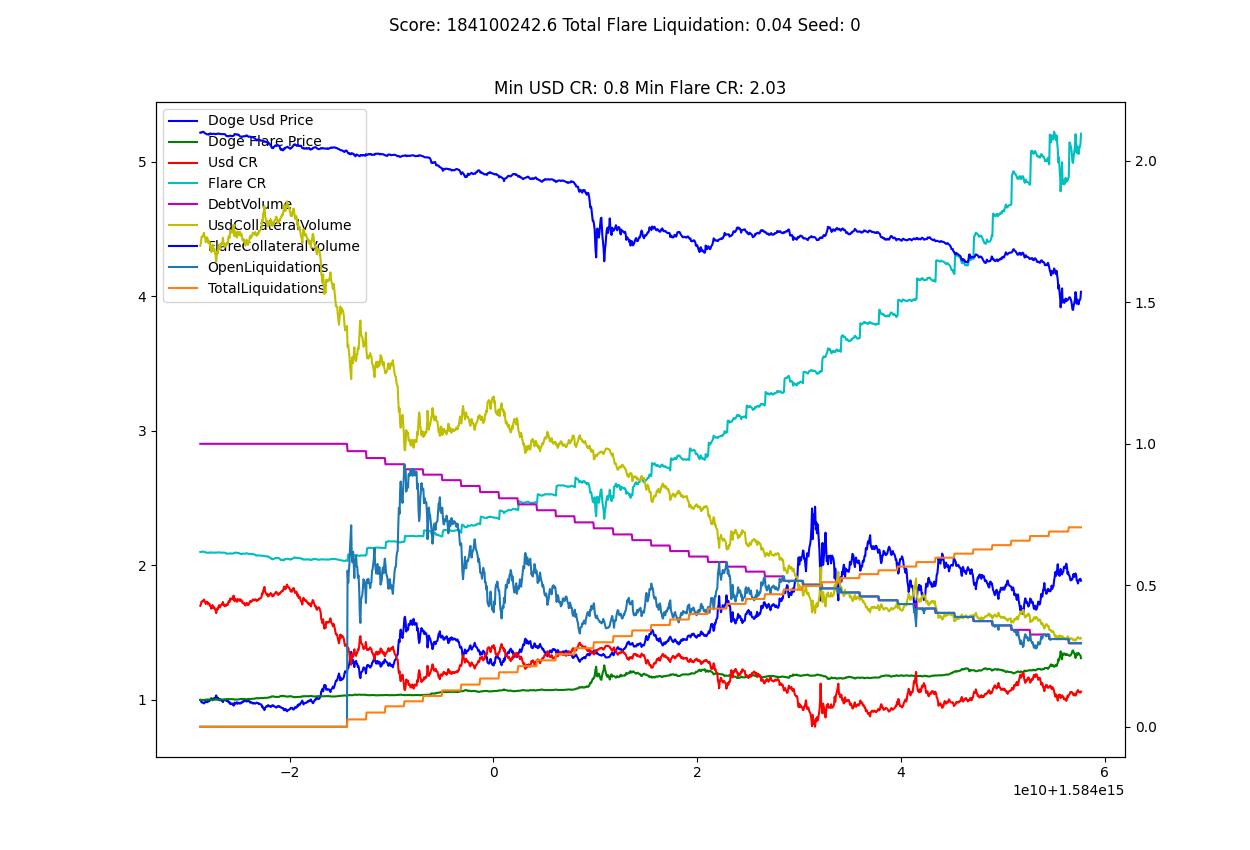 Score: 184100242.6 Total Flare Liquidation: 0.04 Seed: 0
Min USD CR: 0.8 Min Flare CR: 2.03
Doge Usd Price
Doge Flare Price
Usd CR
Flare CR
DebtVolume
UsdCollateralVolume
FlareCollateralVolume
OpenLiquidations
TotalLiquidations
5
4
3
2
1
2.0
1.5
1.0
0.5
0.0
−2
0
2
4
6
1e10+1.584e15